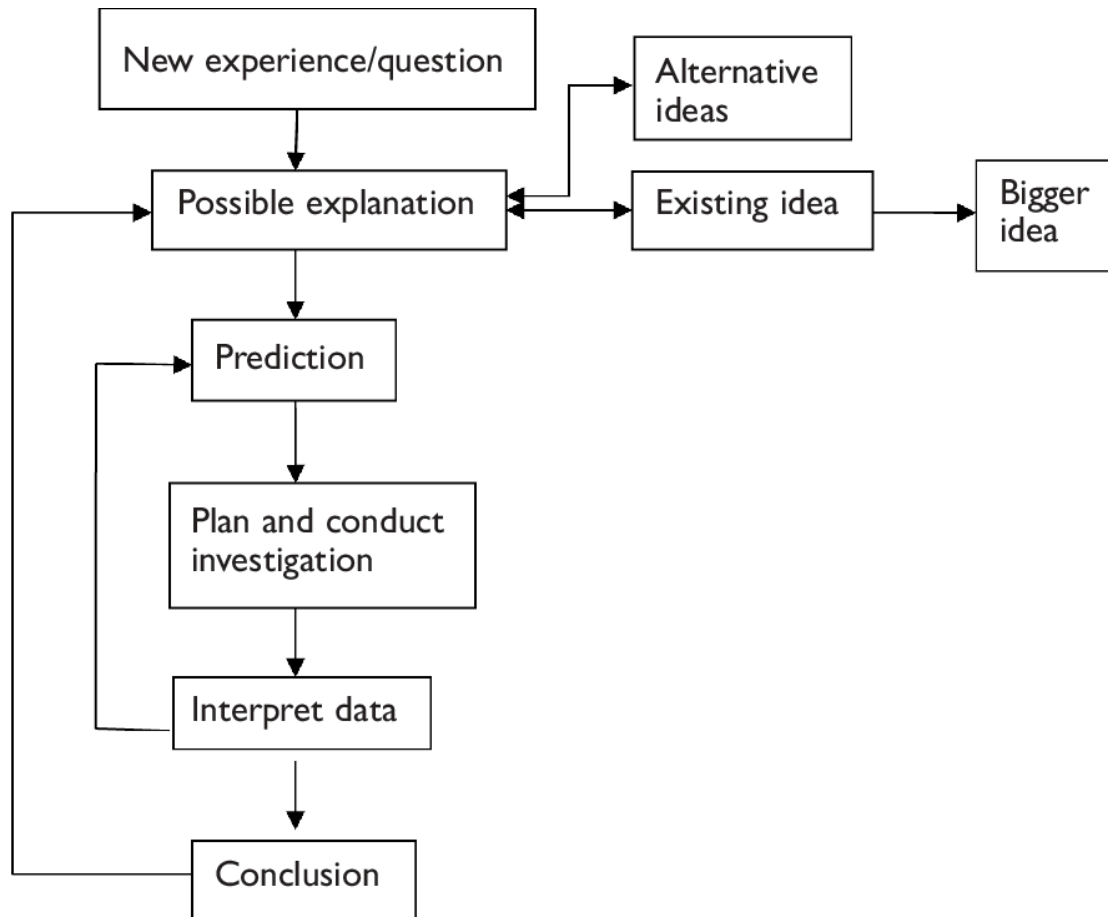 New experience/question
Alternative
ideas
Possible explanation
Existing idea
Bigger
idea
Prediction
Plan and conduct
investigation
Interpret data
Conclusion